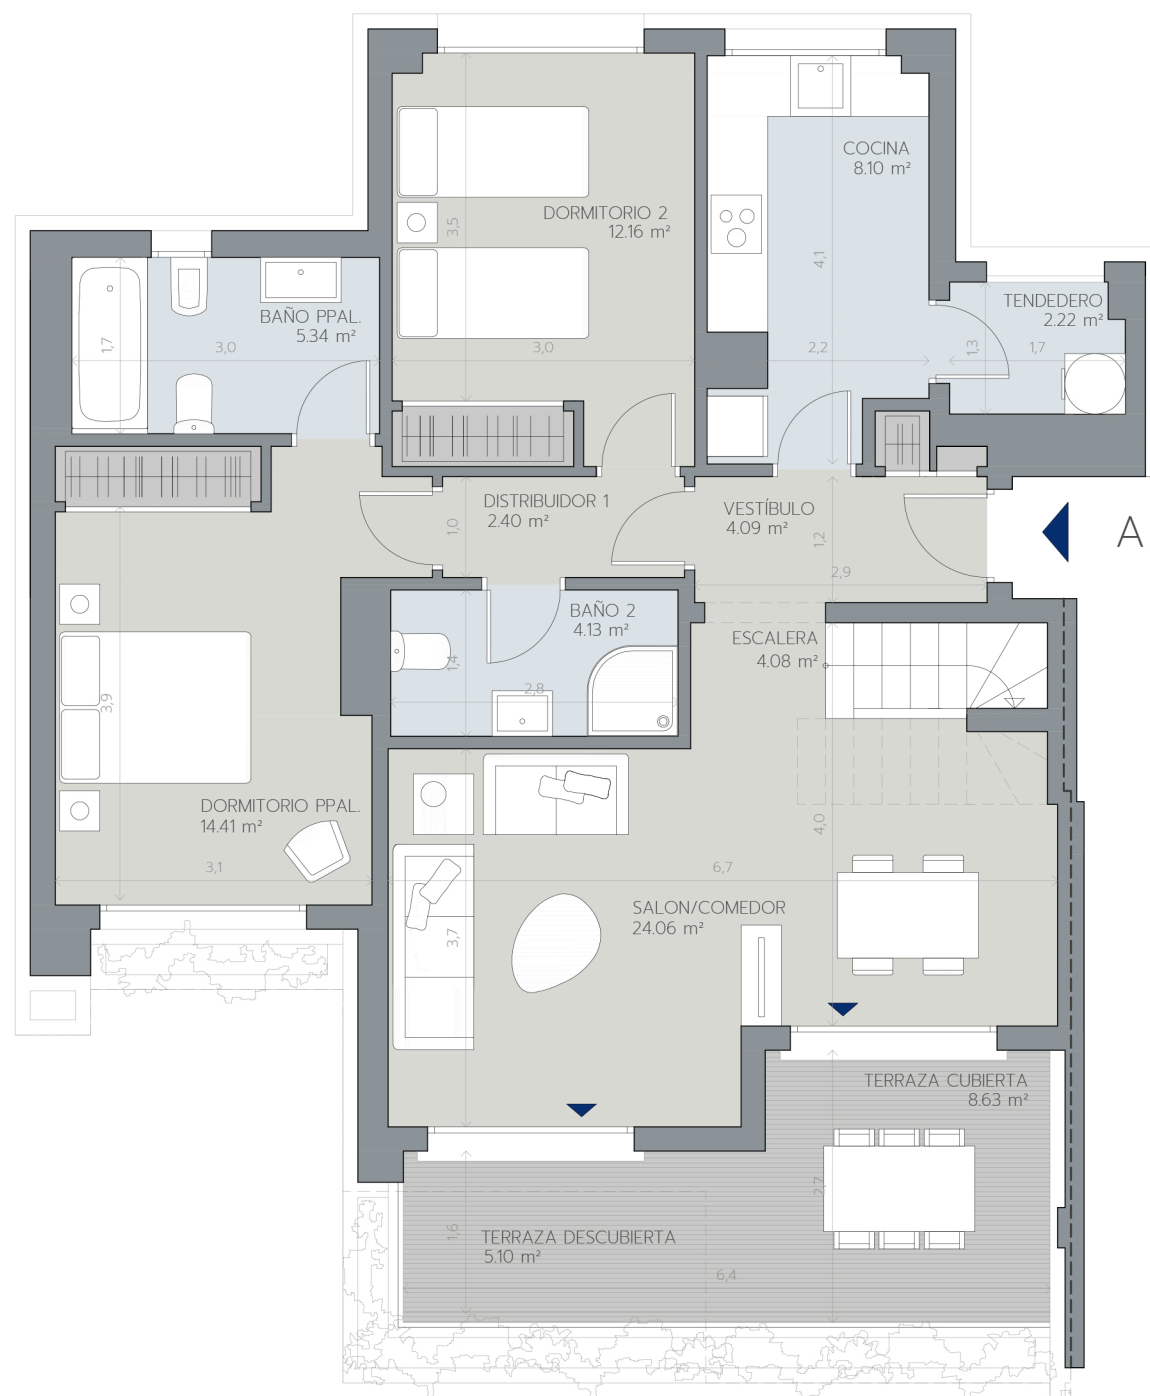 COCINA
8.10 m²
DORMITORIO 2
12.16 m²
3,5
4,1
TENDEDERO
2.22 m²
BAÑO PPAL.
5.34 m²
1,7
3,0
3,0
2,2
1,3
1,7
DISTRIBUIDOR 1
2.40 m²
1,0
VESTÍBULO
4.09 m²
1,2
2,9
A
BAÑO 2
4.13 m²
1,4
2,8
ESCALERA
4.08 m²
3,9
DORMITORIO PPAL.
14.41 m²
3,1
4,0
6,7
SALON/COMEDOR
24.06 m²
3,7
TERRAZA CUBIERTA
8.63 m²
2,7
1,6
TERRAZA DESCUBIERTA
5.10 m²
6,4